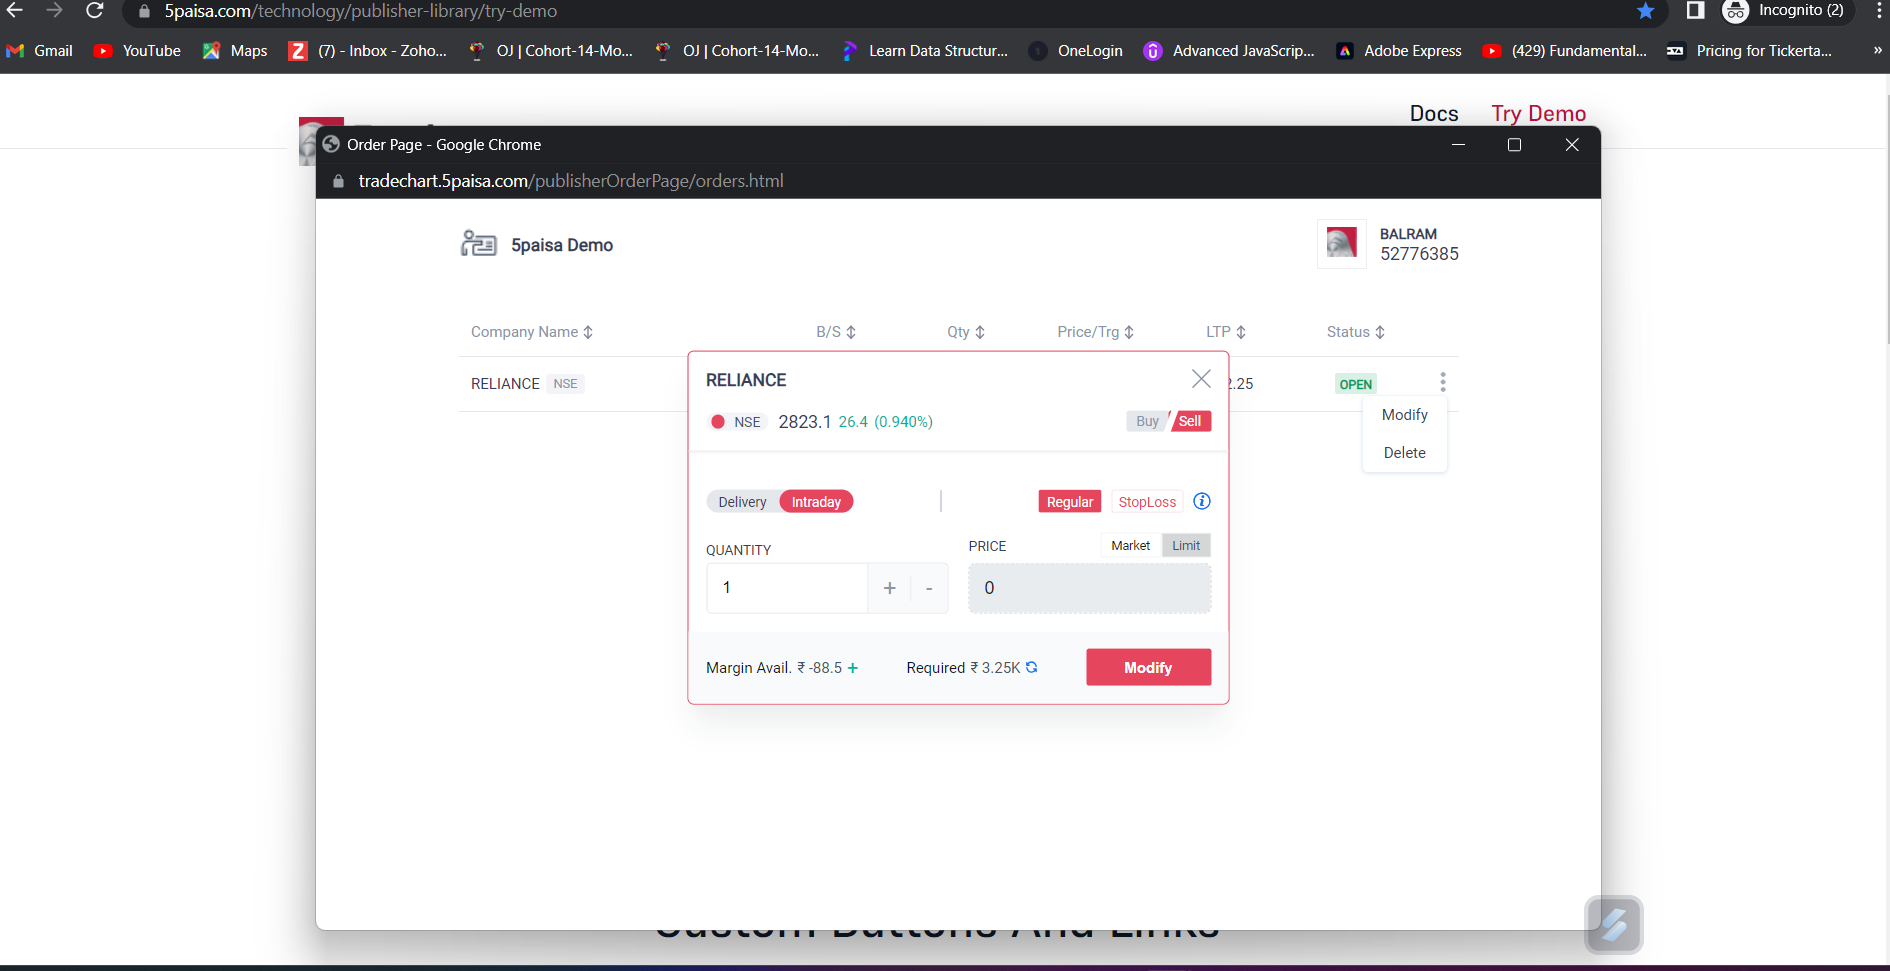 5paisa.com/technology/publisher-library/try-demo
Incognito (2)
Gmail
YouTube
Maps
(7) - Inbox - Zoho...
OJ | Cohort-14-Mo...
OJ | Cohort-14-Mo...
Learn Data Structur...
OneLogin
Advanced JavaScrip...
Adobe Express
(429) Fundamental...
Pricing for Tickerta...
»
Docs
Try Demo
Order Page - Google Chrome
tradechart.5paisa.com/publisherOrderPage/orders.html
5paisa Demo
BALRAM
52776385
Company Name
B/S
Qty
Price/Trg
LTP
Status
RELIANCE NSE
2.25
OPEN
Modify
Delete
RELIANCE
NSE 2823.1 26.4 (0.940%)
Buy Sell
Delivery Intraday
Regular StopLoss
QUANTITY
PRICE
Market Limit
1 + -
0
Margin Avail. ₹ -88.5 +
Required ₹ 3.25K
Modify
Custom Buttons And Links